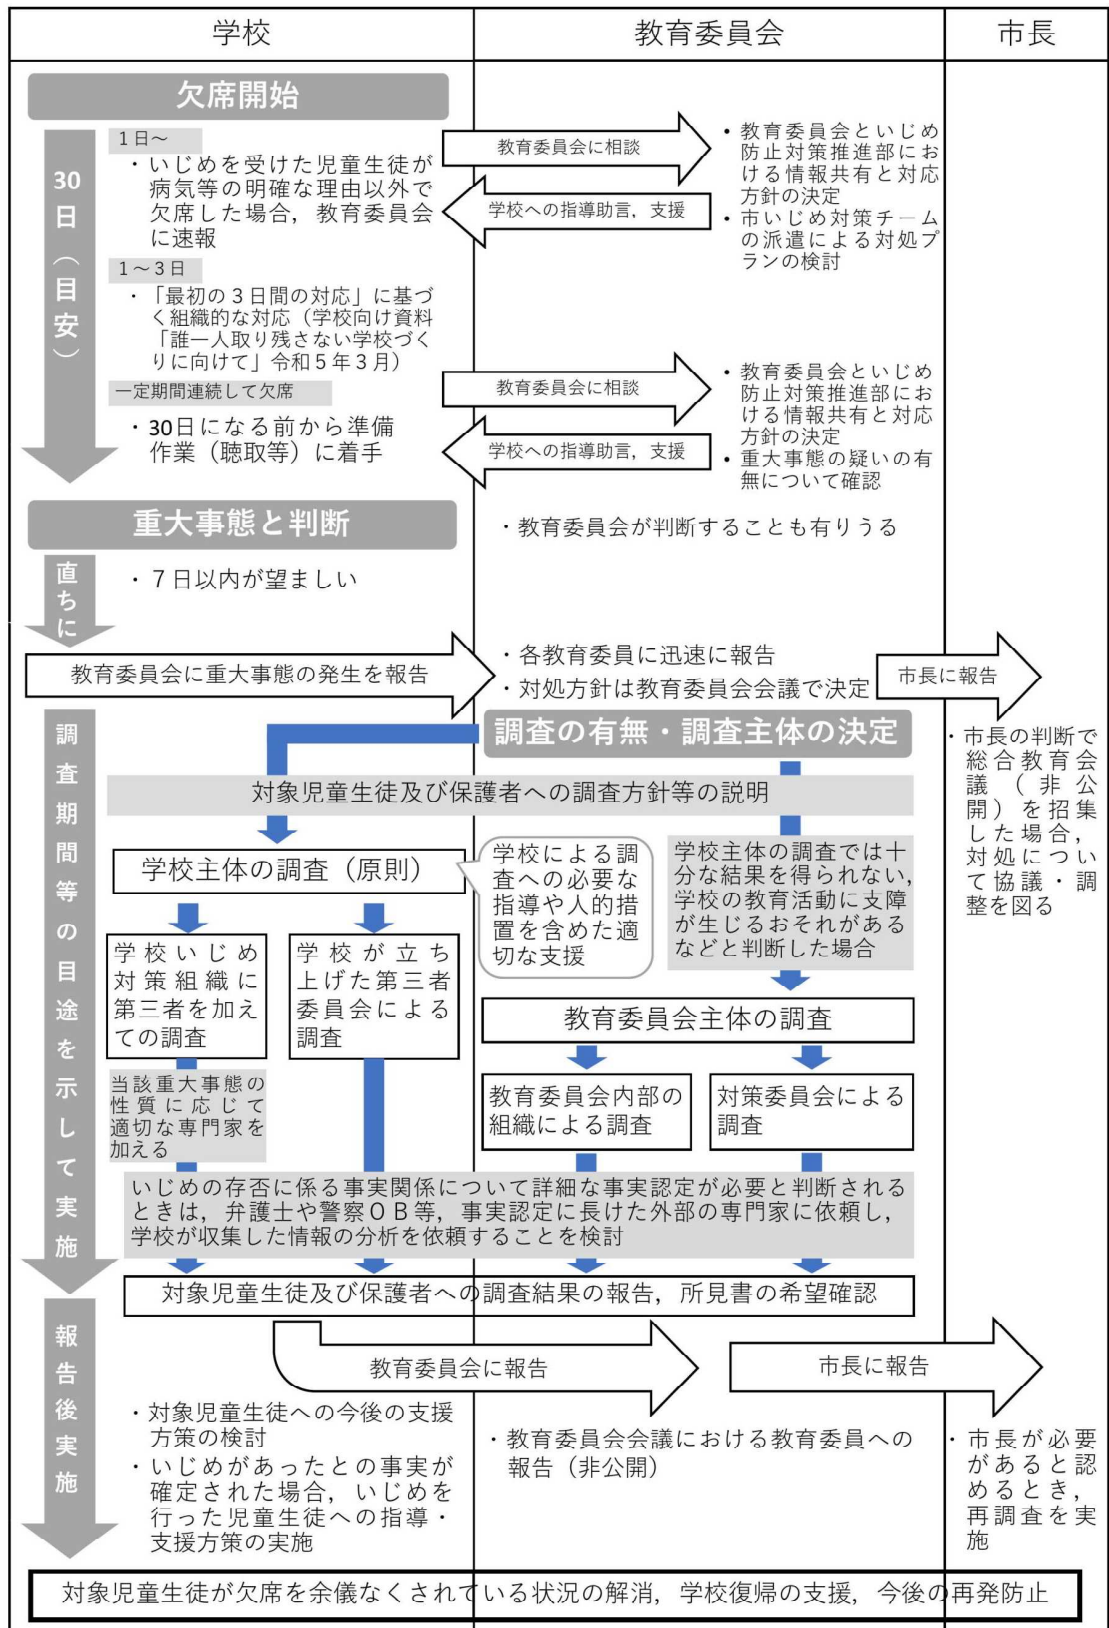 学校
教育委員会
市長
欠席開始
30日（目安）
1日～
・いじめを受けた児童生徒が
病気等の明確な理由以外で
欠席した場合，教育委員会
に速報
教育委員会に相談
学校への指導助言，支援
・教育委員会といじめ
防止対策推進部にお
ける情報共有と対応
方針の決定
・市いじめ対策チーム
の派遣による対処プ
ランの検討
1～3日
・「最初の３日間の対応」に基づ
く組織的な対応（学校向け資料
「誰一人取り残さない学校づく
りに向けて」令和５年３月）
一定期間連続して欠席
・30日になる前から準備
作業（聴取等）に着手
教育委員会に相談
学校への指導助言，支援
・教育委員会といじめ
防止対策推進部にお
ける情報共有と対応
方針の決定
・重大事態の疑いの有
無について確認
重大事態と判断
・教育委員会が判断することも有りうる
直ちに
・７日以内が望ましい
教育委員会に重大事態の発生を報告
・各教育委員に迅速に報告
・対処方針は教育委員会会議で決定
市長に報告
調査期間等の目途を示して実施
調査の有無・調査主体の決定
・市長の判断で
総合教育会
議（非公
開）を招集
した場合，
対処につい
て協議・調
整を図る
対象児童生徒及び保護者への調査方針等の説明
学校主体の調査（原則）
学校による調
査への必要な
指導や人的措
置を含めた適
切な支援
学校主体の調査では十
分な結果を得られない，
学校の教育活動に支障
が生じるおそれがある
などと判断した場合
学校いじめ
対策組織に
第三者を加え
ての調査
学校が立ち
上げた第三者
委員会による
調査
教育委員会主体の調査
当該重大事態の
性質に応じて
適切な専門家を
加える
教育委員会内部の
組織による調査
対策委員会による
調査
いじめの存否に係る事実関係について詳細な事実認定が必要と判断される
ときは，弁護士や警察ＯＢ等，事実認定に長けた外部の専門家に依頼し，
学校が収集した情報の分析を依頼することを検討
対象児童生徒及び保護者への調査結果の報告，所見書の希望確認
報告後実施
教育委員会に報告
市長に報告
・対象児童生徒への今後の支援
方策の検討
・いじめがあったとの事実が
確定された場合，いじめを
行った児童生徒への指導・
支援方策の実施
・教育委員会会議における教育委員への
報告（非公開）
・市長が必要
があると認
めるとき，
再調査を実
施
対象児童生徒が欠席を余儀なくされている状況の解消，学校復帰の支援，今後の再発防止